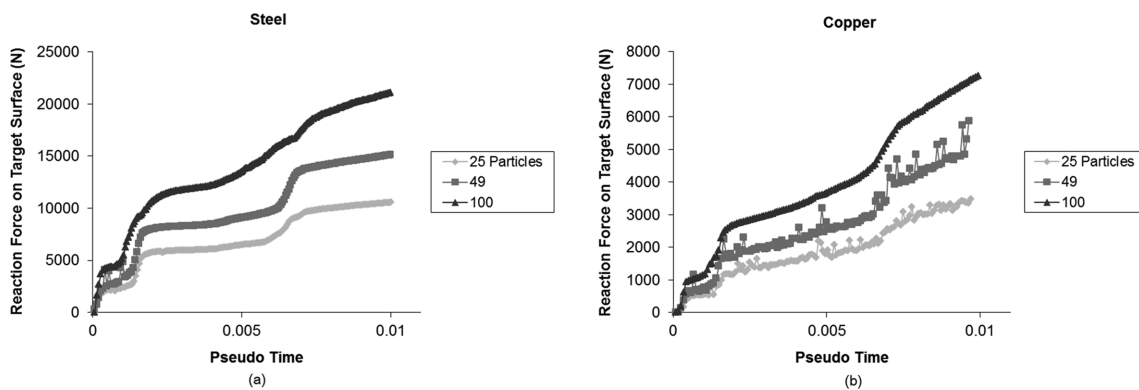 Steel
Reaction Force on Target Surface (N)
25000
20000
15000
10000
5000
0
0 0.005 0.01
Pseudo Time
25 Particles
49
100
(a)
Copper
Reaction Force on Target Surface (N)
8000
7000
6000
5000
4000
3000
2000
1000
0
0 0.005 0.01
Pseudo Time
25 Particles
49
100
(b)